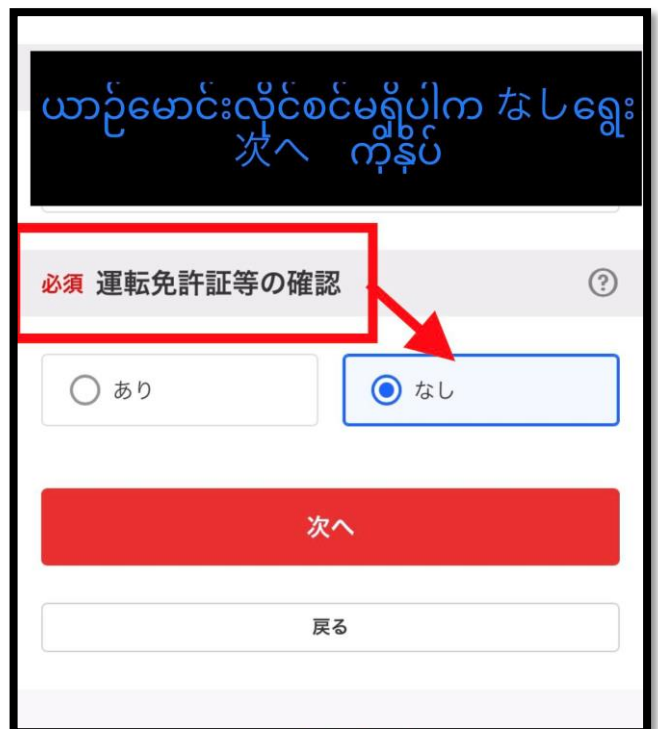 ယာဉ်မောင်းလိုင်စင်မရှိပါက なしရွေး
次へ ကိုနှိပ်
必須 運転免許証等の確認 ?
あり
なし
次へ
戻る